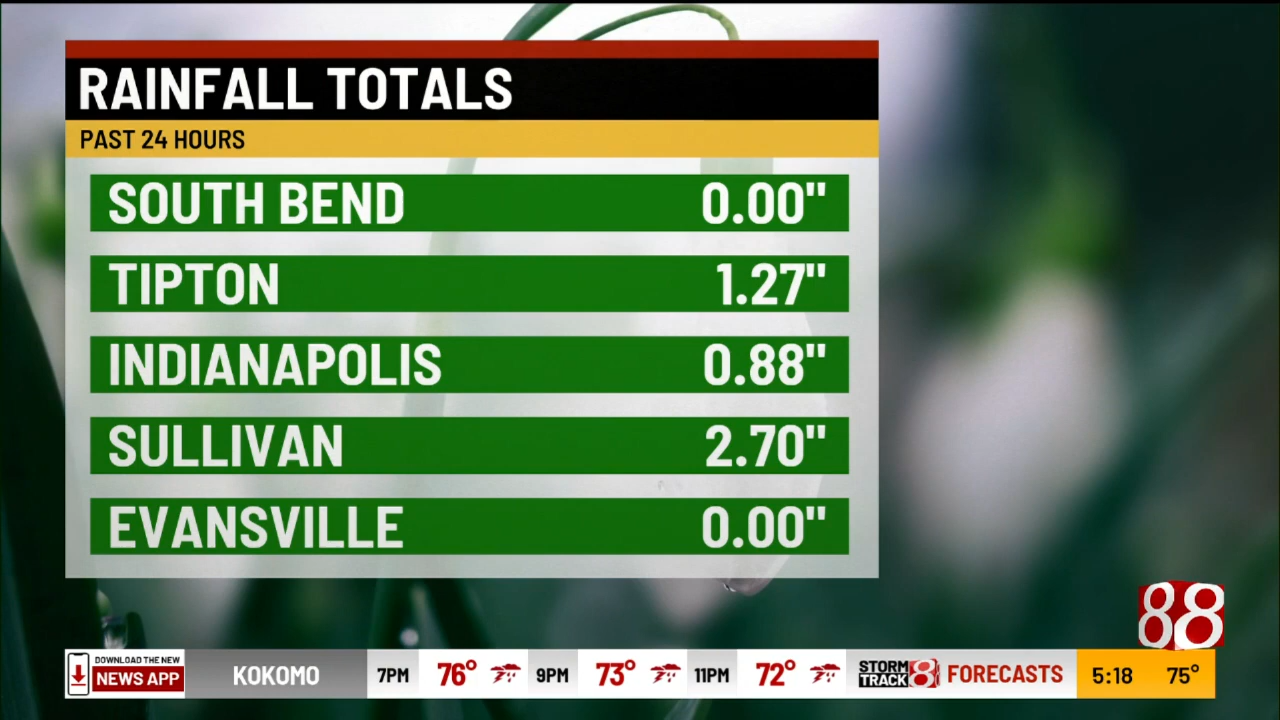 RAINFALL TOTALS
PAST 24 HOURS
SOUTH BEND 0.00"
TIPTON 1.27"
INDIANAPOLIS 0.88"
SULLIVAN 2.70"
EVANSVILLE 0.00"
88
DOWNLOAD THE NEW
NEWS APP
KOKOMO 7PM 76° 9PM 73° 11PM 72°
STORM
TRACK 8 FORECASTS
5:18 75°